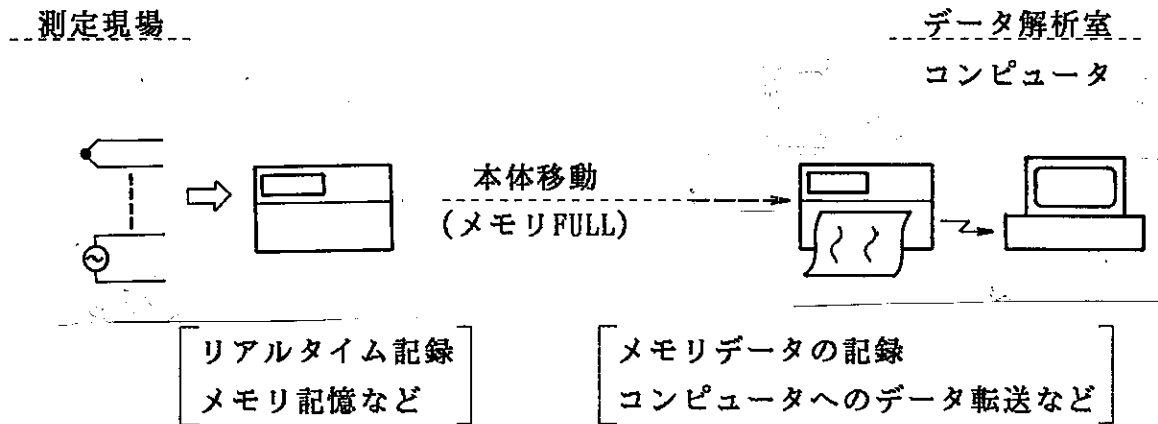 測定現場
データ解析室
コンピュータ
本体移動
(メモリFULL)
リアルタイム記録
メモリ記憶など
メモリデータの記録
コンピュータへのデータ転送など